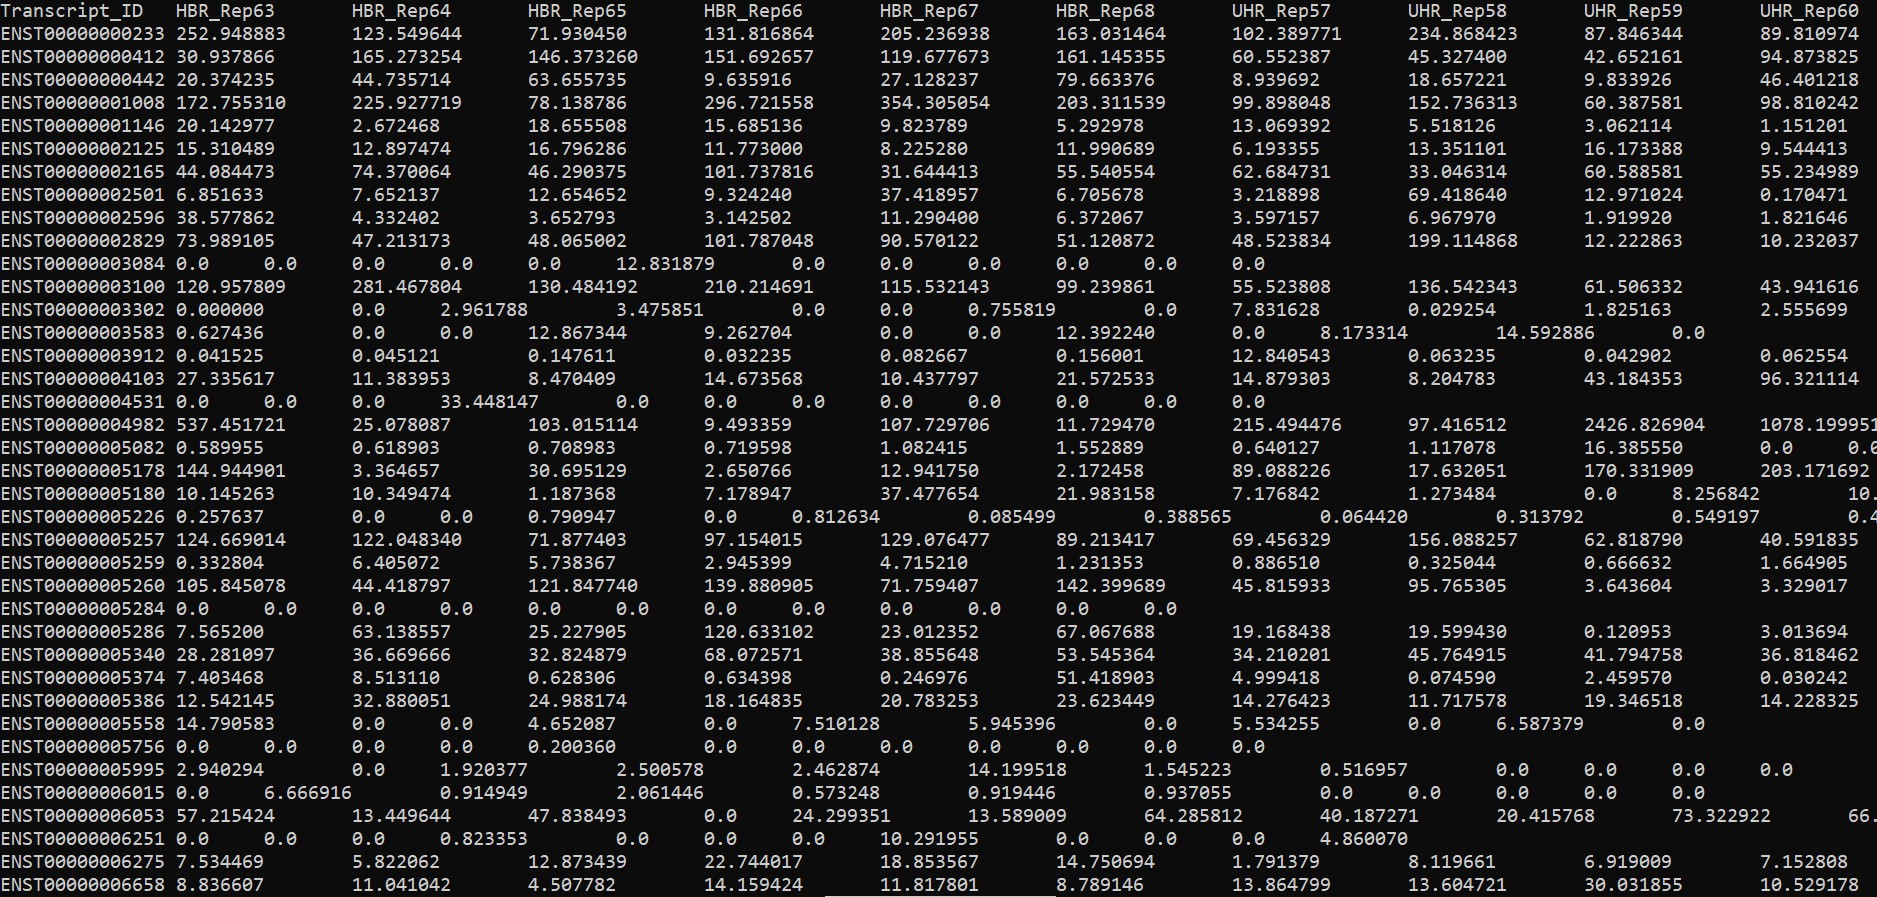 Transcript_ID HBR_Rep63 HBR_Rep64 HBR_Rep65 HBR_Rep66 HBR_Rep67 HBR_Rep68 UHR_Rep57 UHR_Rep58 UHR_Rep59 UHR_Rep60
ENST00000000233 252.948883 123.549644 71.930450 131.816864 205.236938 163.031464 102.389771 234.868423 87.846344 89.810974
ENST00000000412 30.937866 165.273254 146.373260 151.692657 119.677673 161.145355 60.552387 45.327400 42.652161 94.873825
ENST00000000442 20.374235 44.735714 63.655735 9.635916 27.128237 79.663376 8.939692 18.657221 9.833926 46.401218
ENST00000001008 172.755310 225.927719 78.138786 296.721558 354.305054 203.311539 99.898048 152.736313 60.387581 98.810242
ENST00000001146 20.142977 2.672468 18.655508 15.685136 9.823789 5.292978 13.069392 5.518126 3.062114 1.151201
ENST00000002125 15.310489 12.897474 16.796286 11.773000 8.225280 11.990689 6.193355 13.351101 16.173388 9.544413
ENST00000002165 44.084473 74.370064 46.290375 101.737816 31.644413 55.540554 62.684731 33.046314 60.588581 55.234989
ENST00000002501 6.851633 7.652137 12.654652 9.324240 37.418957 6.705678 3.218898 69.418640 12.971024 0.170471
ENST00000002596 38.577862 4.332402 3.652793 3.142502 11.290400 6.372067 3.597157 6.967970 1.919920 1.821646
ENST00000002829 73.989105 47.213173 48.065002 101.787048 90.570122 51.120872 48.523834 199.114868 12.222863 10.232037
ENST00000003084 0.0 0.0 0.0 0.0 0.0 12.831879 0.0 0.0 0.0 0.0 0.0 0.0
ENST00000003100 120.957809 281.467804 130.484192 210.214691 115.532143 99.239861 55.523808 136.542343 61.506332 43.941616
ENST00000003302 0.000000 0.0 2.961788 3.475851 0.0 0.0 0.755819 0.0 7.831628 0.029254 1.825163 2.555699
ENST00000003583 0.627436 0.0 0.0 12.867344 9.262704 0.0 0.0 12.392240 0.0 8.173314 14.592886 0.0
ENST00000003912 0.041525 0.045121 0.147611 0.032235 0.082667 0.156001 12.840543 0.063235 0.042902 0.062554
ENST00000004103 27.335617 11.383953 8.470409 14.673568 10.437797 21.572533 14.879303 8.204783 43.184353 96.321114
ENST00000004531 0.0 0.0 0.0 33.448147 0.0 0.0 0.0 0.0 0.0 0.0 0.0 0.0
ENST00000004982 537.451721 25.078087 103.015114 9.493359 107.729706 11.729470 215.494476 97.416512 2426.826904 1078.199951
ENST00000005082 0.589955 0.618903 0.708983 0.719598 1.082415 1.552889 0.640127 1.117078 16.385550 0.0 0.0
ENST00000005178 144.944901 3.364657 30.695129 2.650766 12.941750 2.172458 89.088226 17.632051 170.331909 203.171692
ENST00000005180 10.145263 10.349474 1.187368 7.178947 37.477654 21.983158 7.176842 1.273484 0.0 8.256842 10.
ENST00000005226 0.257637 0.0 0.0 0.790947 0.0 0.812634 0.085499 0.388565 0.064420 0.313792 0.549197 0.4
ENST00000005257 124.669014 122.048340 71.877403 97.154015 129.076477 89.213417 69.456329 156.088257 62.818790 40.591835
ENST00000005259 0.332804 6.405072 5.738367 2.945399 4.715210 1.231353 0.886510 0.325044 0.666632 1.664905
ENST00000005260 105.845078 44.418797 121.847740 139.880905 71.759407 142.399689 45.815933 95.765305 3.643604 3.329017
ENST00000005284 0.0 0.0 0.0 0.0 0.0 0.0 0.0 0.0 0.0 0.0 0.0 0.0
ENST00000005286 7.565200 63.138557 25.227905 120.633102 23.012352 67.067688 19.168438 19.599430 0.120953 3.013694
ENST00000005340 28.281097 36.669666 32.824879 68.072571 38.855648 53.545364 34.210201 45.764915 41.794758 36.818462
ENST00000005374 7.403468 8.513110 0.628306 0.634398 0.246976 51.418903 4.999418 0.074590 2.459570 0.030242
ENST00000005386 12.542145 32.880051 24.988174 18.164835 20.783253 23.623449 14.276423 11.717578 19.346518 14.228325
ENST00000005558 14.790583 0.0 0.0 4.652087 0.0 7.510128 5.945396 0.0 5.534255 0.0 6.587379 0.0
ENST00000005756 0.0 0.0 0.0 0.0 0.200360 0.0 0.0 0.0 0.0 0.0 0.0 0.0
ENST00000005995 2.940294 0.0 1.920377 2.500578 2.462874 14.199518 1.545223 0.516957 0.0 0.0 0.0 0.0
ENST00000006015 0.0 6.666916 0.914949 2.061446 0.573248 0.919446 0.937055 0.0 0.0 0.0 0.0 0.0
ENST00000006053 57.215424 13.449644 47.838493 0.0 24.299351 13.589009 64.285812 40.187271 20.415768 73.322922 66.
ENST00000006251 0.0 0.0 0.0 0.823353 0.0 0.0 0.0 10.291955 0.0 0.0 0.0 4.860070
ENST00000006275 7.534469 5.822062 12.873439 22.744017 18.853567 14.750694 1.791379 8.119661 6.919009 7.152808
ENST00000006658 8.836607 11.041042 4.507782 14.159424 11.817801 8.789146 13.864799 13.604721 30.031855 10.529178